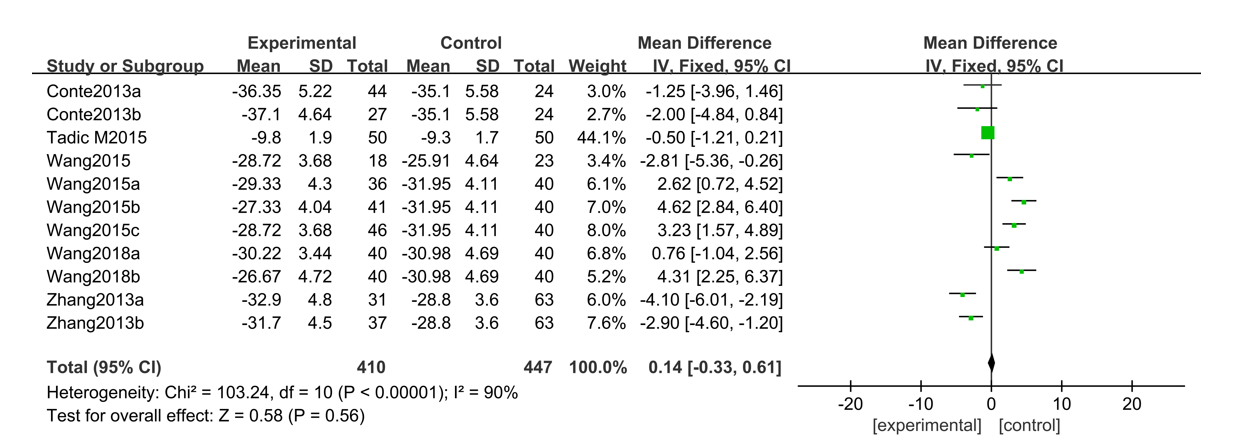 Experimental Control Mean Difference Mean Difference
Study or Subgroup Mean SD Total Mean SD Total Weight IV, Fixed, 95% CI IV, Fixed, 95% CI
Conte2013a -36.35 5.22 44 -35.1 5.58 24 3.0% -1.25 [-3.96, 1.46]
Conte2013b -37.1 4.64 27 -35.1 5.58 24 2.7% -2.00 [-4.84, 0.84]
Tadic M2015 -9.8 1.9 50 -9.3 1.7 50 44.1% -0.50 [-1.21, 0.21]
Wang2015 -28.72 3.68 18 -25.91 4.64 23 3.4% -2.81 [-5.36, -0.26]
Wang2015a -29.33 4.3 36 -31.95 4.11 40 6.1% 2.62 [0.72, 4.52]
Wang2015b -27.33 4.04 41 -31.95 4.11 40 7.0% 4.62 [2.84, 6.40]
Wang2015c -28.72 3.68 46 -31.95 4.11 40 8.0% 3.23 [1.57, 4.89]
Wang2018a -30.22 3.44 40 -30.98 4.69 40 6.8% 0.76 [-1.04, 2.56]
Wang2018b -26.67 4.72 40 -30.98 4.69 40 5.2% 4.31 [2.25, 6.37]
Zhang2013a -32.9 4.8 31 -28.8 3.6 63 6.0% -4.10 [-6.01, -2.19]
Zhang2013b -31.7 4.5 37 -28.8 3.6 63 7.6% -2.90 [-4.60, -1.20]
Total (95% CI) 410 447 100.0% 0.14 [-0.33, 0.61]
Heterogeneity: Chi² = 103.24, df = 10 (P < 0.00001); I² = 90%
Test for overall effect: Z = 0.58 (P = 0.56)
-20 -10 0 10 20
[experimental] [control]